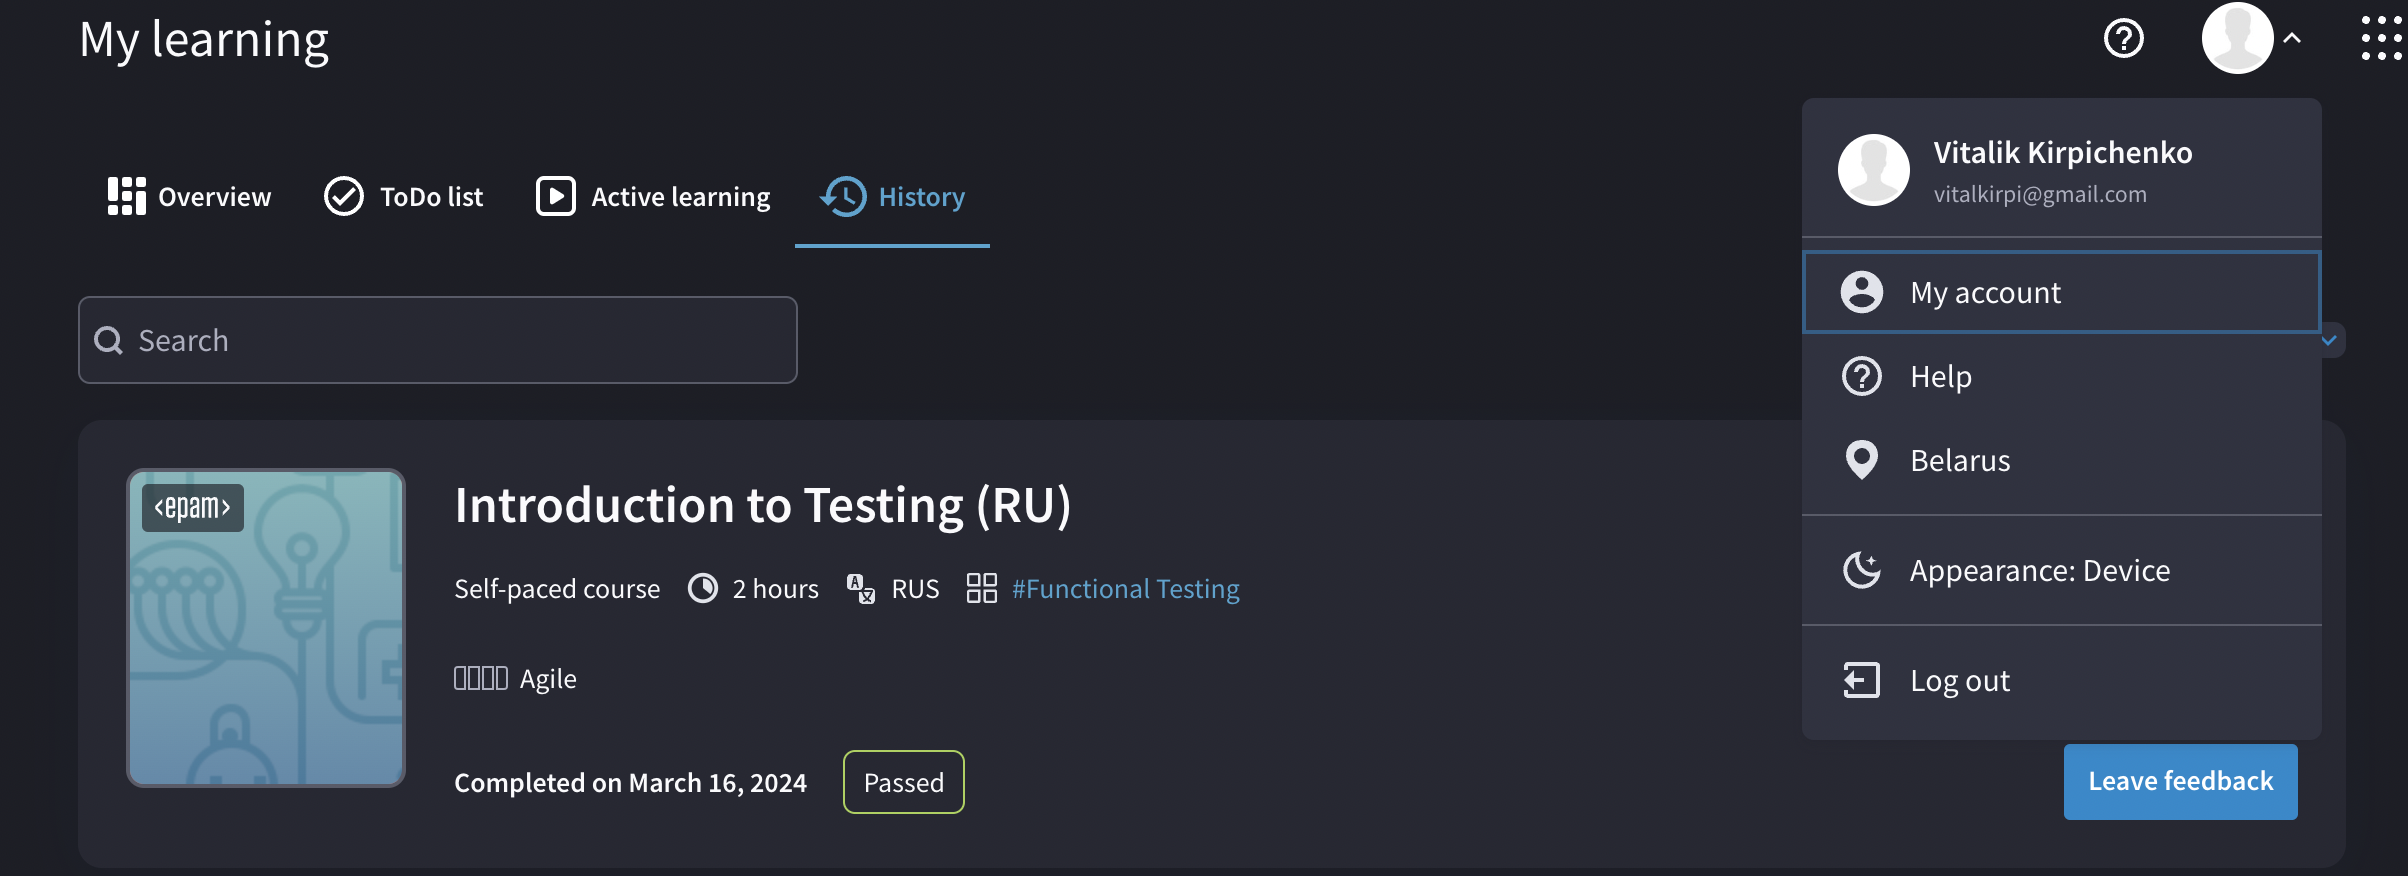 My learning
Overview
ToDo list
Active learning
History
Search
Vitalik Kirpichenko
vitalkirpi@gmail.com
My account
Help
Belarus
Appearance: Device
Log out
<epam>
Introduction to Testing (RU)
Self-paced course 2 hours RUS #Functional Testing
Agile
Completed on March 16, 2024 Passed
Leave feedback